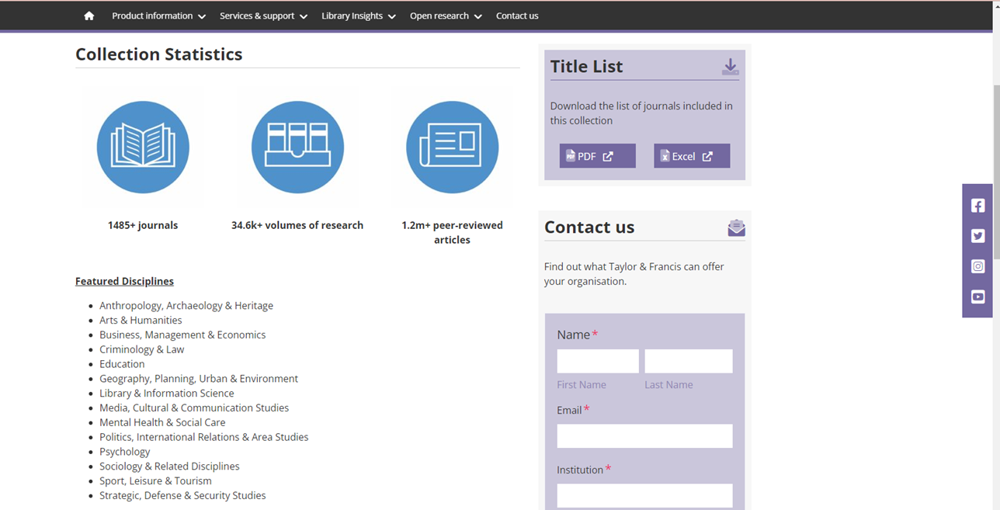 Product information
Services & support
Library Insights
Open research
Contact us
Collection Statistics
1485+ journals
34.6k+ volumes of research
1.2m+ peer-reviewed
articles
Featured Disciplines
Anthropology, Archaeology & Heritage
Arts & Humanities
Business, Management & Economics
Criminology & Law
Education
Geography, Planning, Urban & Environment
Library & Information Science
Media, Cultural & Communication Studies
Mental Health & Social Care
Politics, International Relations & Area Studies
Psychology
Sociology & Related Disciplines
Sport, Leisure & Tourism
Strategic, Defense & Security Studies
Title List
Download the list of journals included in
this collection
PDF PDF
X Excel
Contact us
Find out what Taylor & Francis can offer
your organisation.
Name*
First Name
Last Name
Email*
Institution*